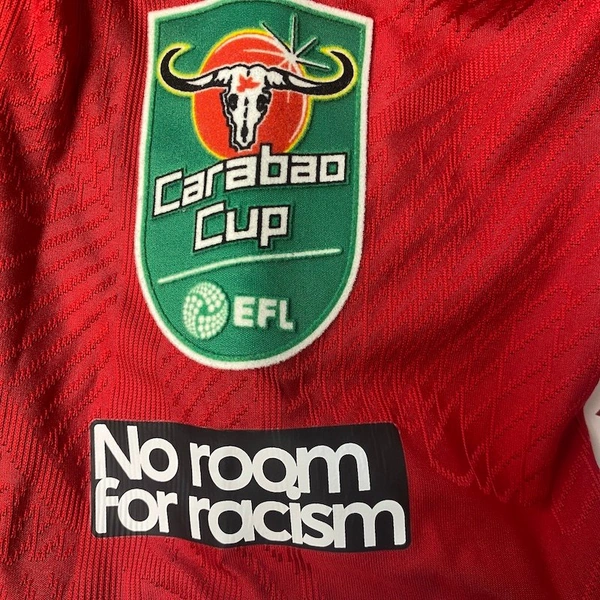 Carabao
Cup
EFL
No room
for racism